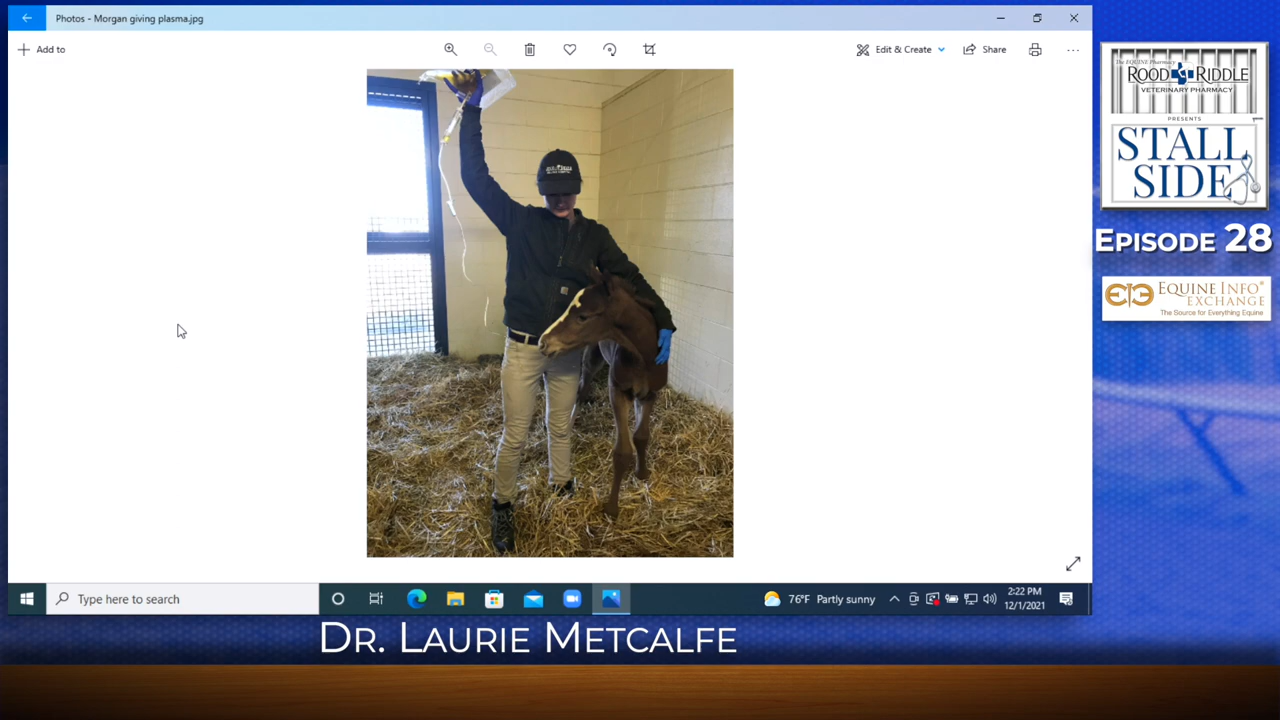 Photos - Morgan giving plasma.jpg
Add to
Edit & Create
Share
The EQUINE Pharmacy
ROOD & RIDDLE
VETERINARY PHARMACY
PRESENTS
STALL
SIDE
EPISODE 28
EQUINE INFO
EXCHANGE
The Source for Everything Equine
Type here to search
76°F Partly sunny
2:22 PM
12/1/2021
DR. LAURIE METCALFE